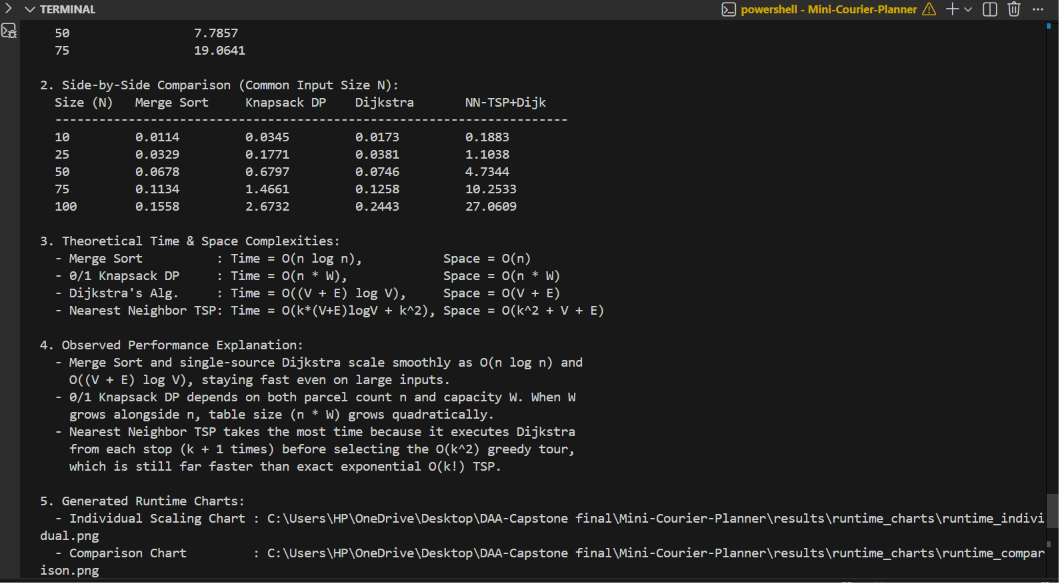 TERMINAL
powershell - Mini-Courier-Planner
50 7.7857
75 19.0641
2. Side-by-Side Comparison (Common Input Size N):
Size (N) Merge Sort Knapsack DP Dijkstra NN-TSP+Dijk
----------------------------------------------------------------------
10 0.0114 0.0345 0.0173 0.1883
25 0.0329 0.1771 0.0381 1.1038
50 0.0678 0.6797 0.0746 4.7344
75 0.1134 1.4661 0.1258 10.2533
100 0.1558 2.6732 0.2443 27.0609
3. Theoretical Time & Space Complexities:
- Merge Sort : Time = O(n log n), Space = O(n)
- 0/1 Knapsack DP : Time = O(n * W), Space = O(n * W)
- Dijkstra's Alg. : Time = O((V + E) log V), Space = O(V + E)
- Nearest Neighbor TSP: Time = O(k*(V+E)logV + k^2), Space = O(k^2 + V + E)
4. Observed Performance Explanation:
- Merge Sort and single-source Dijkstra scale smoothly as O(n log n) and
O((V + E) log V), staying fast even on large inputs.
- 0/1 Knapsack DP depends on both parcel count n and capacity W. When W
grows alongside n, table size (n * W) grows quadratically.
- Nearest Neighbor TSP takes the most time because it executes Dijkstra
from each stop (k + 1 times) before selecting the O(k^2) greedy tour,
which is still far faster than exact exponential O(k!) TSP.
5. Generated Runtime Charts:
- Individual Scaling Chart : C:\Users\HP\OneDrive\Desktop\DAA-Capstone final\Mini-Courier-Planner\results\runtime_charts\runtime_indivi
dual.png
- Comparison Chart : C:\Users\HP\OneDrive\Desktop\DAA-Capstone final\Mini-Courier-Planner\results\runtime_charts\runtime_compar
ison.png